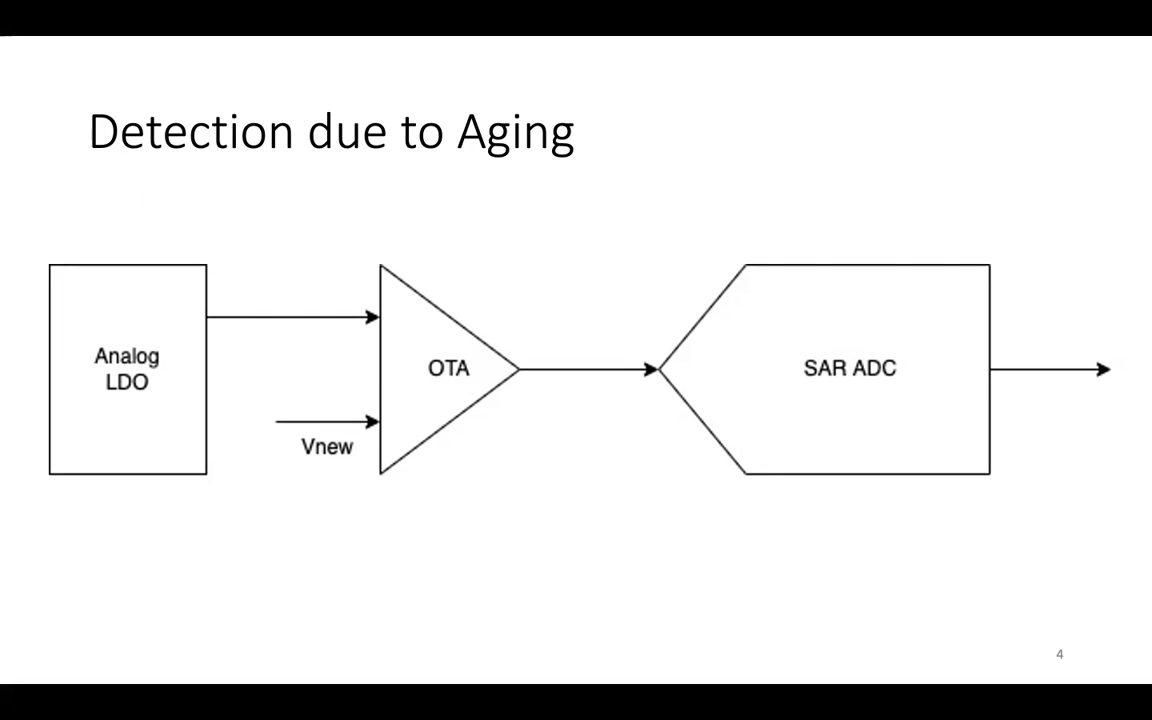 Detection due to Aging
Analog
LDO
OTA
Vnew
SAR ADC
4